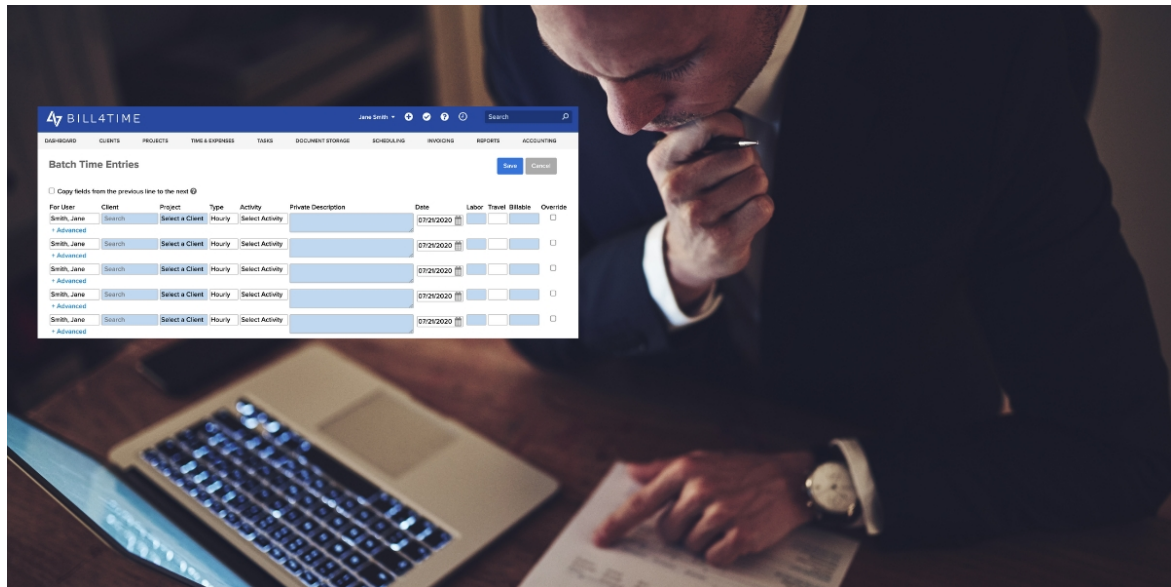 BILL4TIME Jane Smith Search
DASHBOARD CLIENTS PROJECTS TIME & EXPENSES TASKS DOCUMENT STORAGE SCHEDULING INVOICING REPORTS ACCOUNTING
Batch Time Entries Save Cancel
Copy fields from the previous line to the next
For User Client Project Type Activity Private Description Date Labor Travel Billable Override
Smith, Jane Search Select a Client Hourly Select Activity 07/21/2020
+ Advanced
Smith, Jane Search Select a Client Hourly Select Activity 07/21/2020
+ Advanced
Smith, Jane Search Select a Client Hourly Select Activity 07/21/2020
+ Advanced
Smith, Jane Search Select a Client Hourly Select Activity 07/21/2020
+ Advanced
Smith, Jane Search Select a Client Hourly Select Activity 07/21/2020
+ Advanced